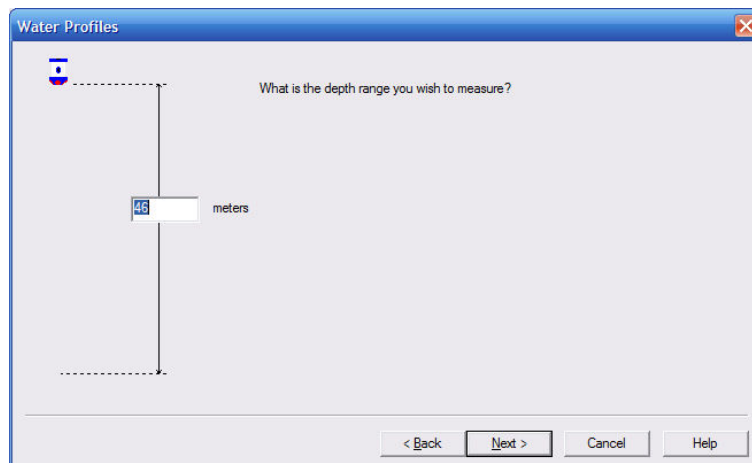 Water Profiles
What is the depth range you wish to measure?
46 meters
< Back Next > Cancel Help